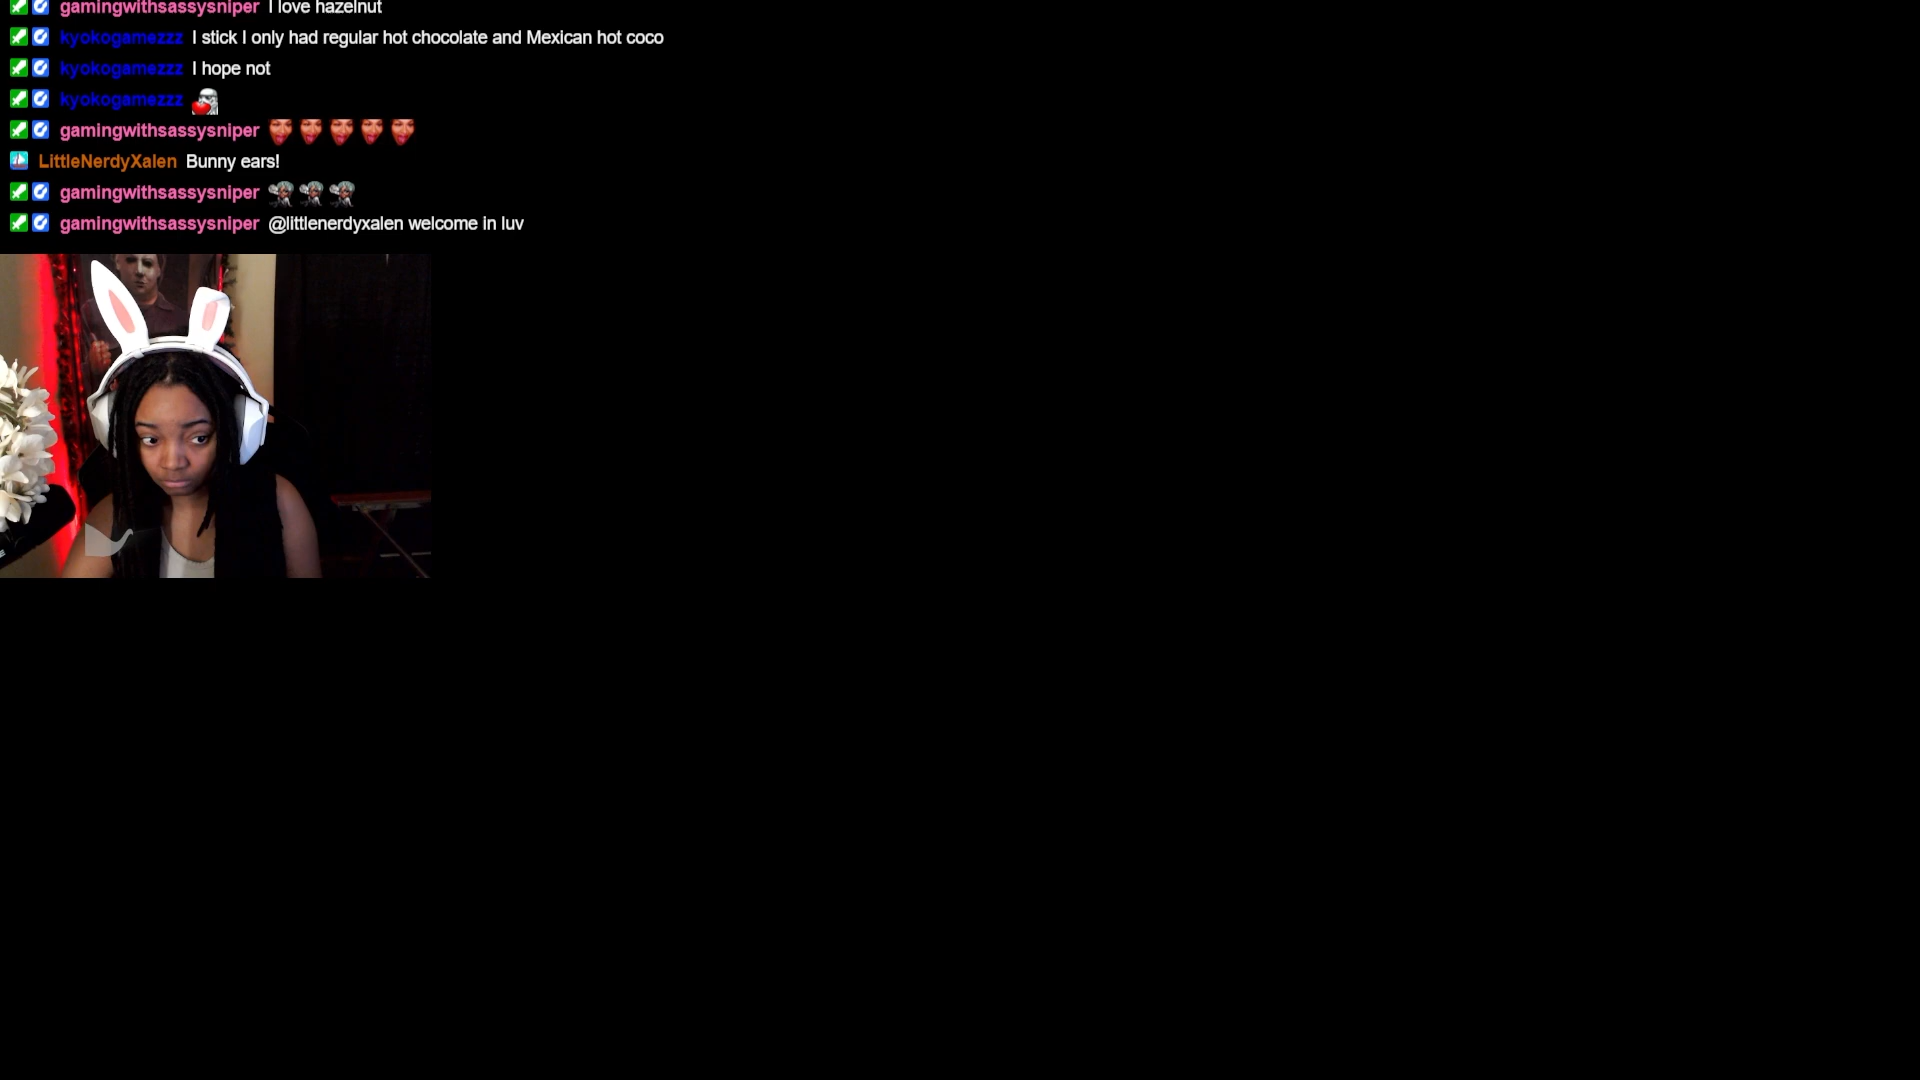 gamingwithsassysniper I love hazelnut
kyokogamezzz I stick I only had regular hot chocolate and Mexican hot coco
kyokogamezzz I hope not
kyokogamezzz
gamingwithsassysniper
LittleNerdyXalen Bunny ears!
gamingwithsassysniper
gamingwithsassysniper @littlenerdyxalen welcome in luv